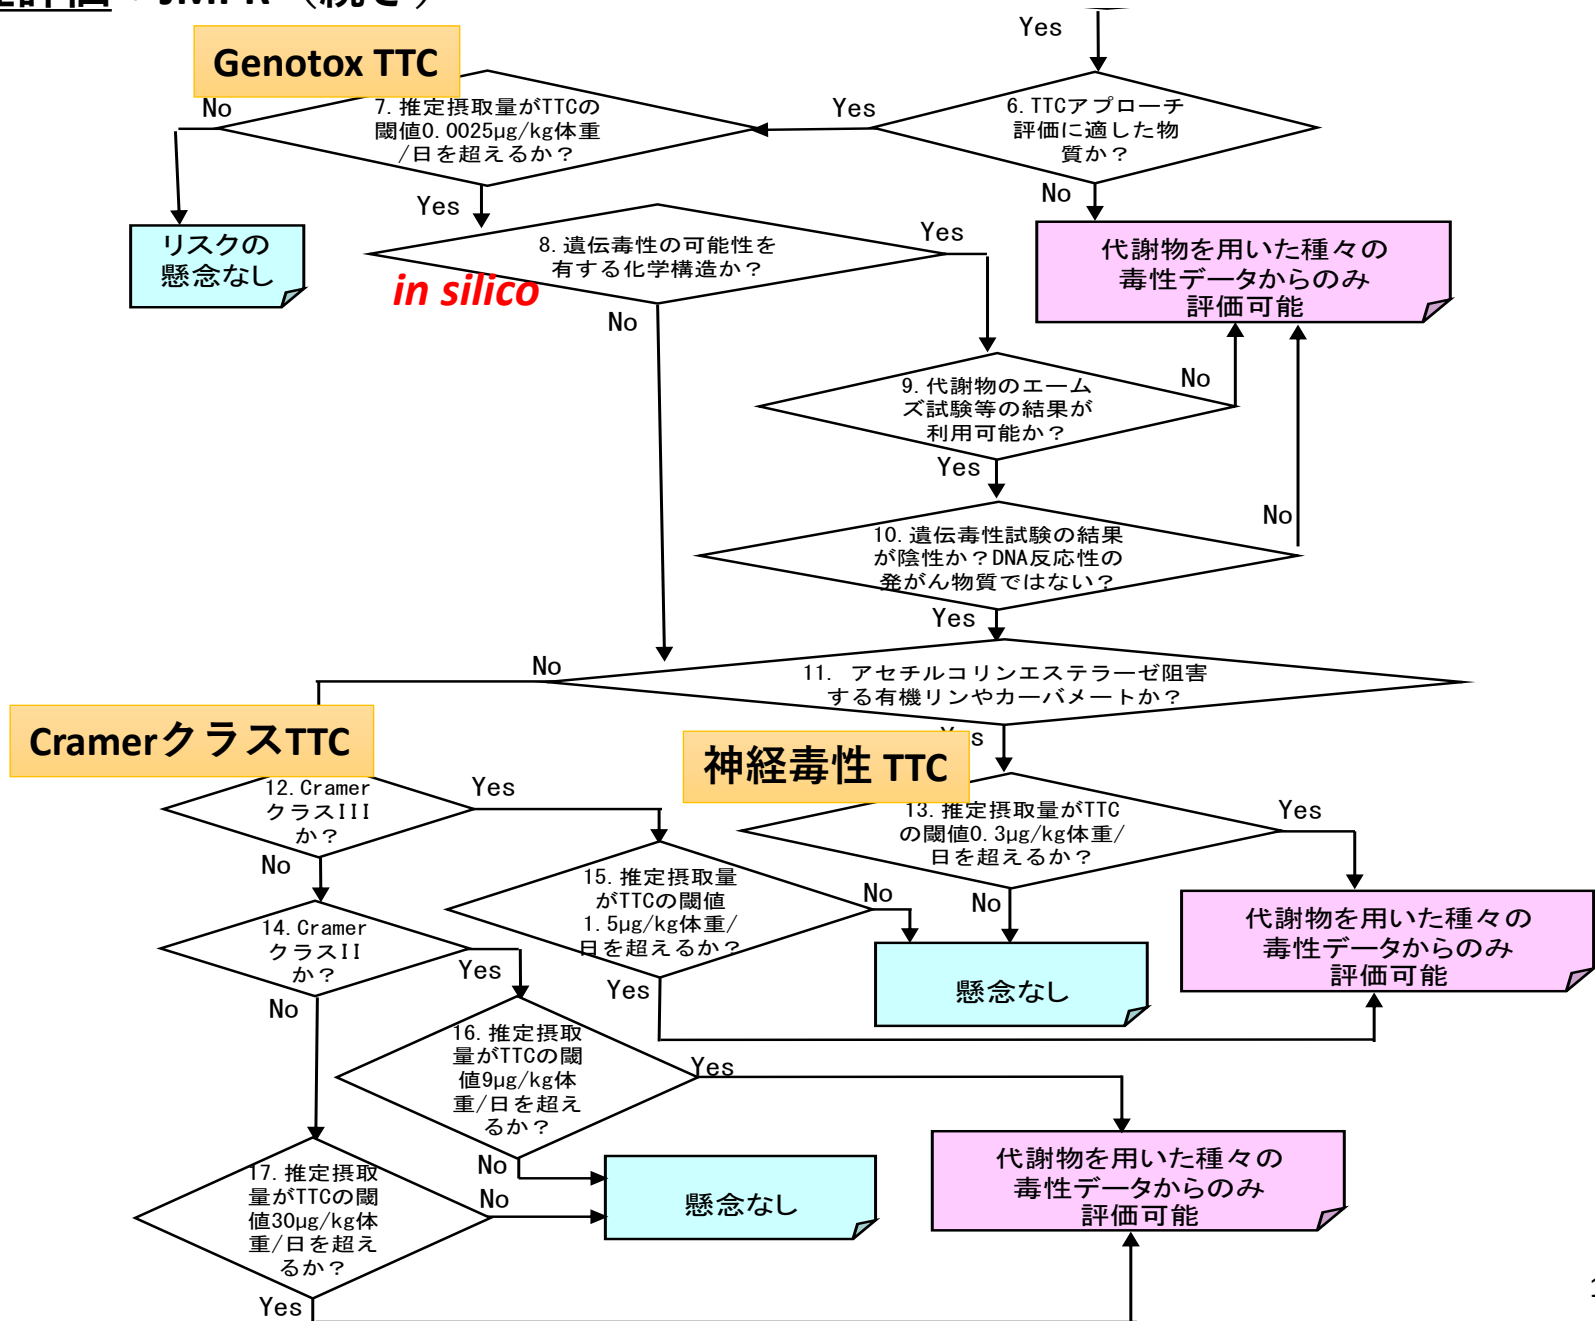 評価
JMPR（続き）
Yes
Genotox TTC
No
7.推定摂取量がTTCの
閾値0.0025μg/kg体重
/日を超えるか？
Yes
6.TTCアプローチ
評価に適した物
質か？
Yes
No
リスクの
懸念なし
8.遺伝毒性の可能性を
有する化学構造か？
in silico
Yes
No
代謝物を用いた種々の
毒性データからのみ
評価可能
9.代謝物のエーム
ズ試験等の結果が
利用可能か？
No
Yes
10.遺伝毒性試験の結果
が陰性か？DNA反応性の
発がん物質ではない？
No
Yes
No
11. アセチルコリンエステラーゼ阻害
する有機リンやカーバメートか？
CramerクラスTTC
神経毒性 TTC
Yes
12.Cramer
クラスIII
か？
Yes
No
13.推定摂取量がTTC
の閾値0.3μg/kg体重/
日を超えるか？
Yes
No
15.推定摂取量
がTTCの閾値
1.5μg/kg体重/
日を超えるか？
No
Yes
14.Cramer
クラスII
か？
Yes
No
懸念なし
代謝物を用いた種々の
毒性データからのみ
評価可能
16.推定摂取
量がTTCの閾
値9μg/kg体
重/日を超え
るか？
Yes
No
17.推定摂取
量がTTCの閾
値30μg/kg体
重/日を超え
るか？
No
Yes
懸念なし
代謝物を用いた種々の
毒性データからのみ
評価可能